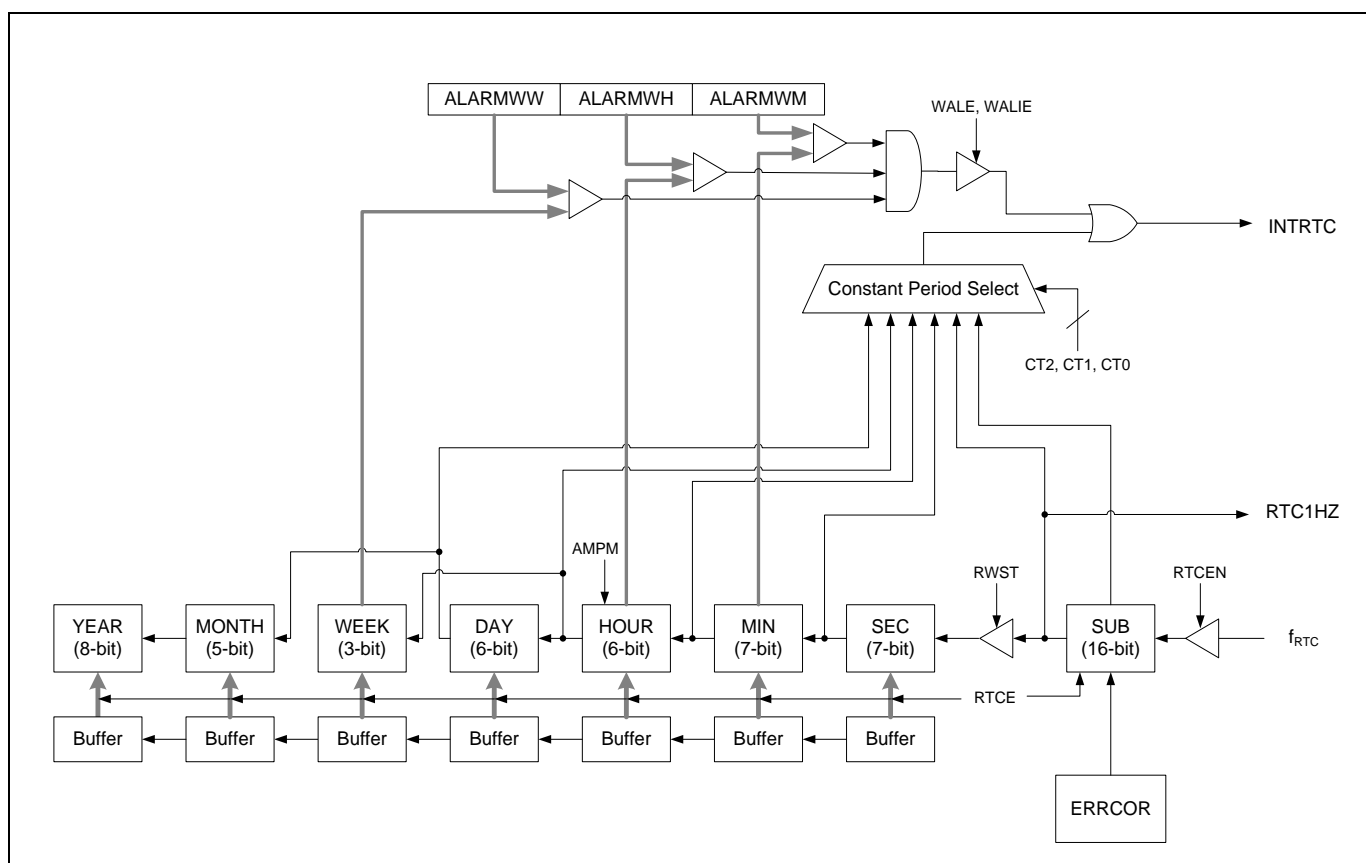 ALARMWW ALARMWH ALARMWM
WALE, WALIE
INTRTC
Constant Period Select
CT2, CT1, CT0
RTC1HZ
AMPM
RWST
RTCEN
YEAR
(8-bit)
MONTH
(5-bit)
WEEK
(3-bit)
DAY
(6-bit)
HOUR
(6-bit)
MIN
(7-bit)
SEC
(7-bit)
SUB
(16-bit)
fRTC
RTCE
Buffer Buffer Buffer Buffer Buffer Buffer Buffer
ERRCOR